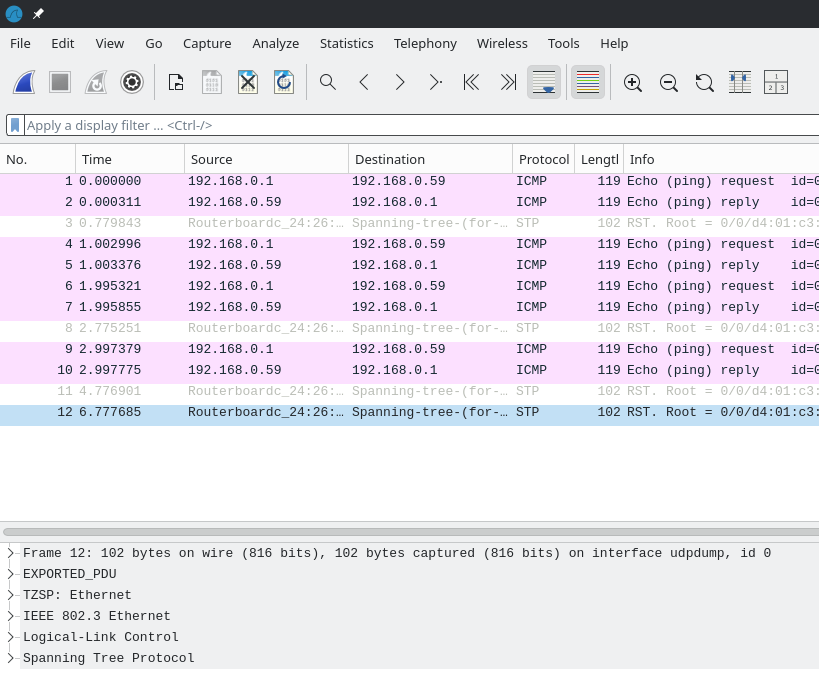 File Edit View Go Capture Analyze Statistics Telephony Wireless Tools Help
Apply a display filter … <Ctrl-/>
No. Time Source Destination Protocol Lengtl Info
1 0.000000 192.168.0.1 192.168.0.59 ICMP 119 Echo (ping) request id=0
2 0.000311 192.168.0.59 192.168.0.1 ICMP 119 Echo (ping) reply id=0
3 0.779843 Routerboardc_24:26:… Spanning-tree-(for-… STP 102 RST. Root = 0/0/d4:01:c3:
4 1.002996 192.168.0.1 192.168.0.59 ICMP 119 Echo (ping) request id=0
5 1.003376 192.168.0.59 192.168.0.1 ICMP 119 Echo (ping) reply id=0
6 1.995321 192.168.0.1 192.168.0.59 ICMP 119 Echo (ping) request id=0
7 1.995855 192.168.0.59 192.168.0.1 ICMP 119 Echo (ping) reply id=0
8 2.775251 Routerboardc_24:26:… Spanning-tree-(for-… STP 102 RST. Root = 0/0/d4:01:c3:
9 2.997379 192.168.0.1 192.168.0.59 ICMP 119 Echo (ping) request id=0
10 2.997775 192.168.0.59 192.168.0.1 ICMP 119 Echo (ping) reply id=0
11 4.776901 Routerboardc_24:26:… Spanning-tree-(for-… STP 102 RST. Root = 0/0/d4:01:c3:
12 6.777685 Routerboardc_24:26:… Spanning-tree-(for-… STP 102 RST. Root = 0/0/d4:01:c3:
Frame 12: 102 bytes on wire (816 bits), 102 bytes captured (816 bits) on interface udpdump, id 0
EXPORTED_PDU
TZSP: Ethernet
IEEE 802.3 Ethernet
Logical-Link Control
Spanning Tree Protocol